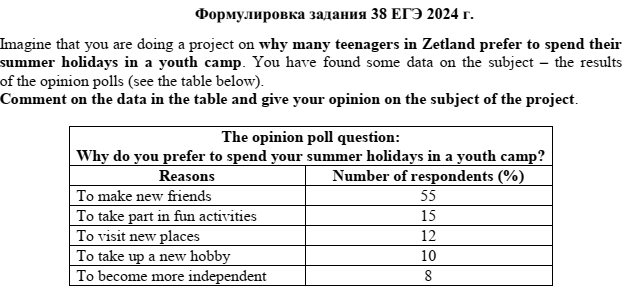 Формулировка задания 38 ЕГЭ 2024 г.
Imagine that you are doing a project on why many teenagers in Zetland prefer to spend their
summer holidays in a youth camp. You have found some data on the subject – the results
of the opinion polls (see the table below).
Comment on the data in the table and give your opinion on the subject of the project.
The opinion poll question:
Why do you prefer to spend your summer holidays in a youth camp?
Reasons Number of respondents (%)
To make new friends 55
To take part in fun activities 15
To visit new places 12
To take up a new hobby 10
To become more independent 8